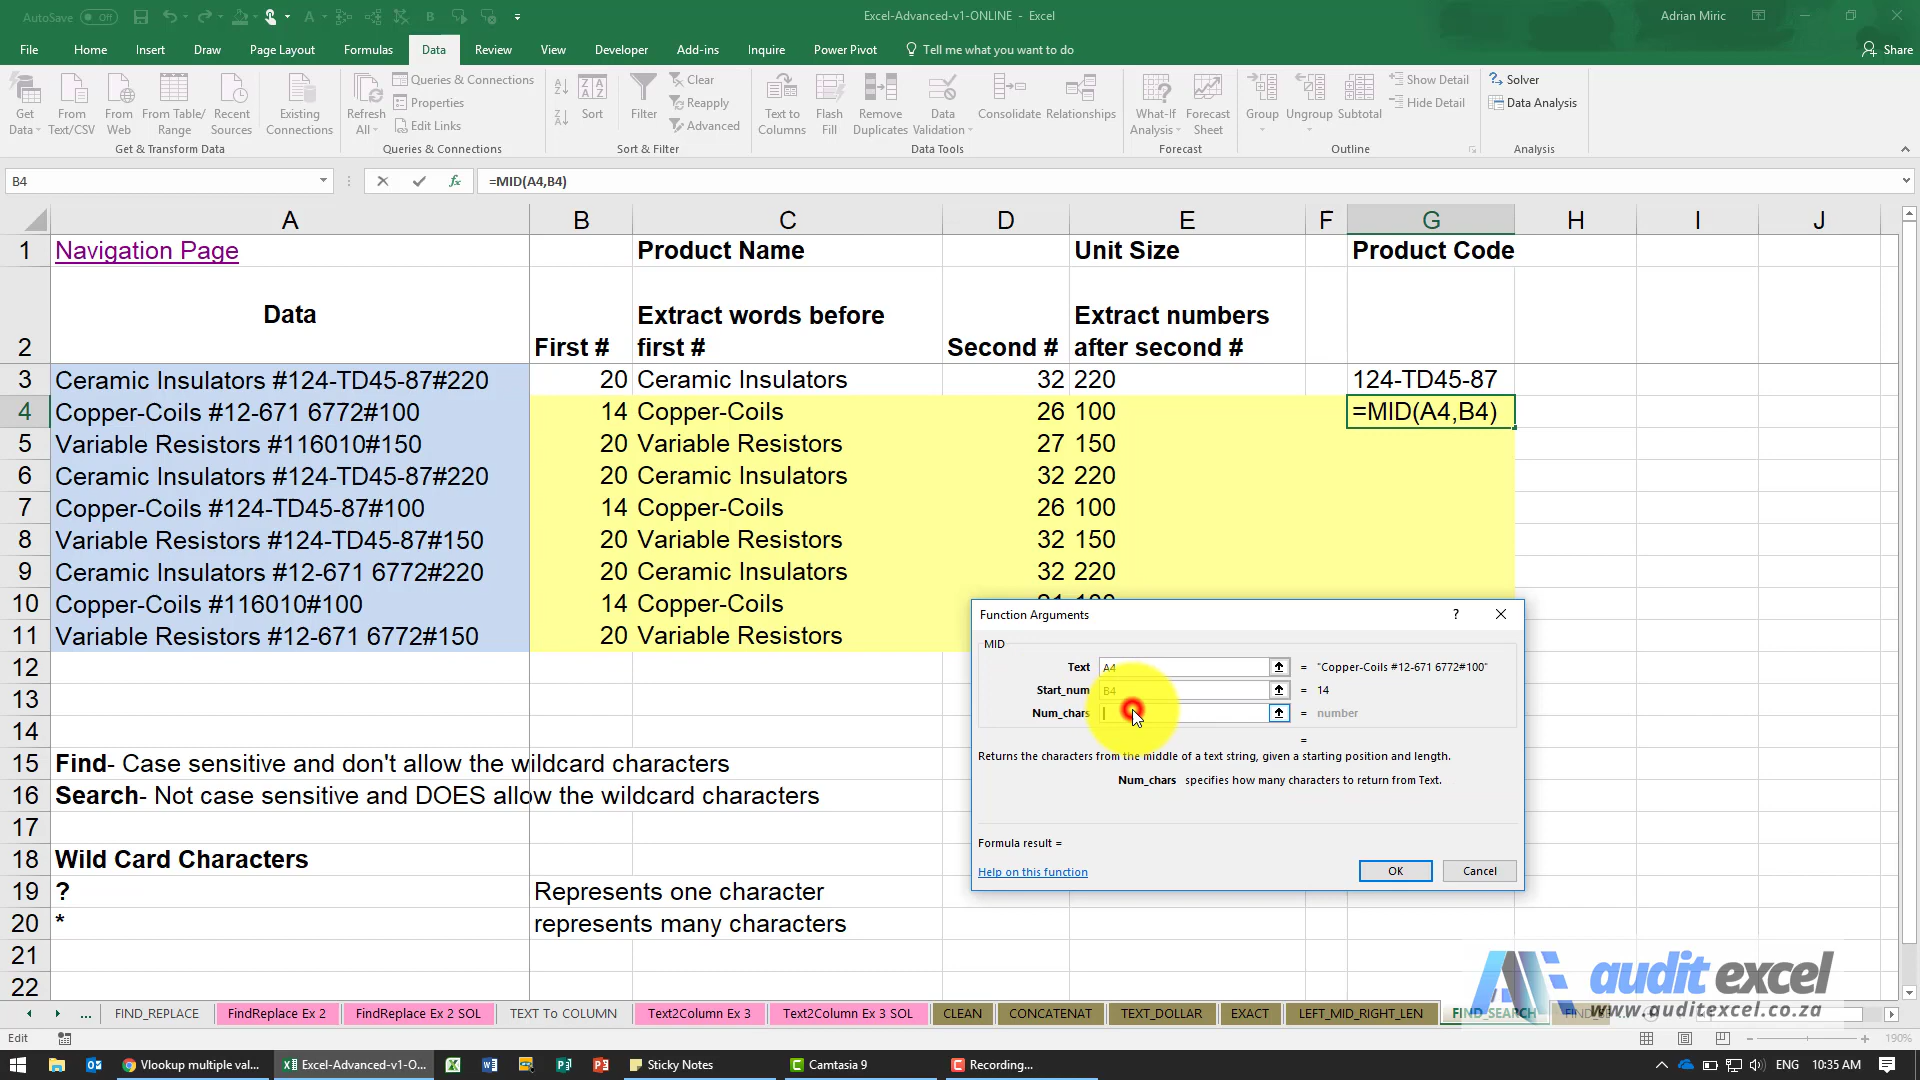 AutoSave Off
Excel-Advanced-v1-ONLINE - Excel
Adrian Miric
File Home Insert Draw Page Layout Formulas Data Review View Developer Add-ins Inquire Power Pivot Tell me what you want to do Share
Get Data
From Text/CSV
From Web
From Table/ Range
Recent Sources
Existing Connections
Get & Transform Data
Refresh All
Queries & Connections
Properties
Edit Links
Queries & Connections
Sort
Filter
Clear
Reapply
Advanced
Sort & Filter
Text to Columns
Flash Fill
Remove Duplicates
Data Validation
Consolidate
Relationships
Data Tools
What-If Analysis
Forecast Sheet
Forecast
Group
Ungroup
Subtotal
Show Detail
Hide Detail
Outline
Solver
Data Analysis
Analysis
B4 fx =MID(A4,B4)
A B C D E F G H I J
1 Navigation Page Product Name Unit Size Product Code
2 Data First # Extract words before first # Second # Extract numbers after second #
3 Ceramic Insulators #124-TD45-87#220 20 Ceramic Insulators 32 220 124-TD45-87
4 Copper-Coils #12-671 6772#100 14 Copper-Coils 26 100 =MID(A4,B4)
5 Variable Resistors #116010#150 20 Variable Resistors 27 150
6 Ceramic Insulators #124-TD45-87#220 20 Ceramic Insulators 32 220
7 Copper-Coils #124-TD45-87#100 14 Copper-Coils 26 100
8 Variable Resistors #124-TD45-87#150 20 Variable Resistors 32 150
9 Ceramic Insulators #12-671 6772#220 20 Ceramic Insulators 32 220
10 Copper-Coils #116010#100 14 Copper-Coils
11 Variable Resistors #12-671 6772#150 20 Variable Resistors
12
13
14
15 Find- Case sensitive and don't allow the wildcard characters
16 Search- Not case sensitive and DOES allow the wildcard characters
17
18 Wild Card Characters
19 ? Represents one character
20 * represents many characters
21
22
Function Arguments ?
MID
Text A4 = "Copper-Coils #12-671 6772#100"
Start_num B4 = 14
Num_chars = number
=
Returns the characters from the middle of a text string, given a starting position and length.
Num_chars specifies how many characters to return from Text.
Formula result =
Help on this function
OK Cancel
audit excel
www.auditexcel.co.za
... FIND_REPLACE FindReplace Ex 2 FindReplace Ex 2 SOL TEXT To COLUMN Text2Column Ex 3 Text2Column Ex 3 SOL CLEAN CONCATENAT TEXT_DOLLAR EXACT LEFT_MID_RIGHT_LEN FIND_SEARCH
Edit 190%
Vlookup multiple val... Excel-Advanced-v1-O... Sticky Notes Camtasia 9 Recording... ENG 10:35 AM